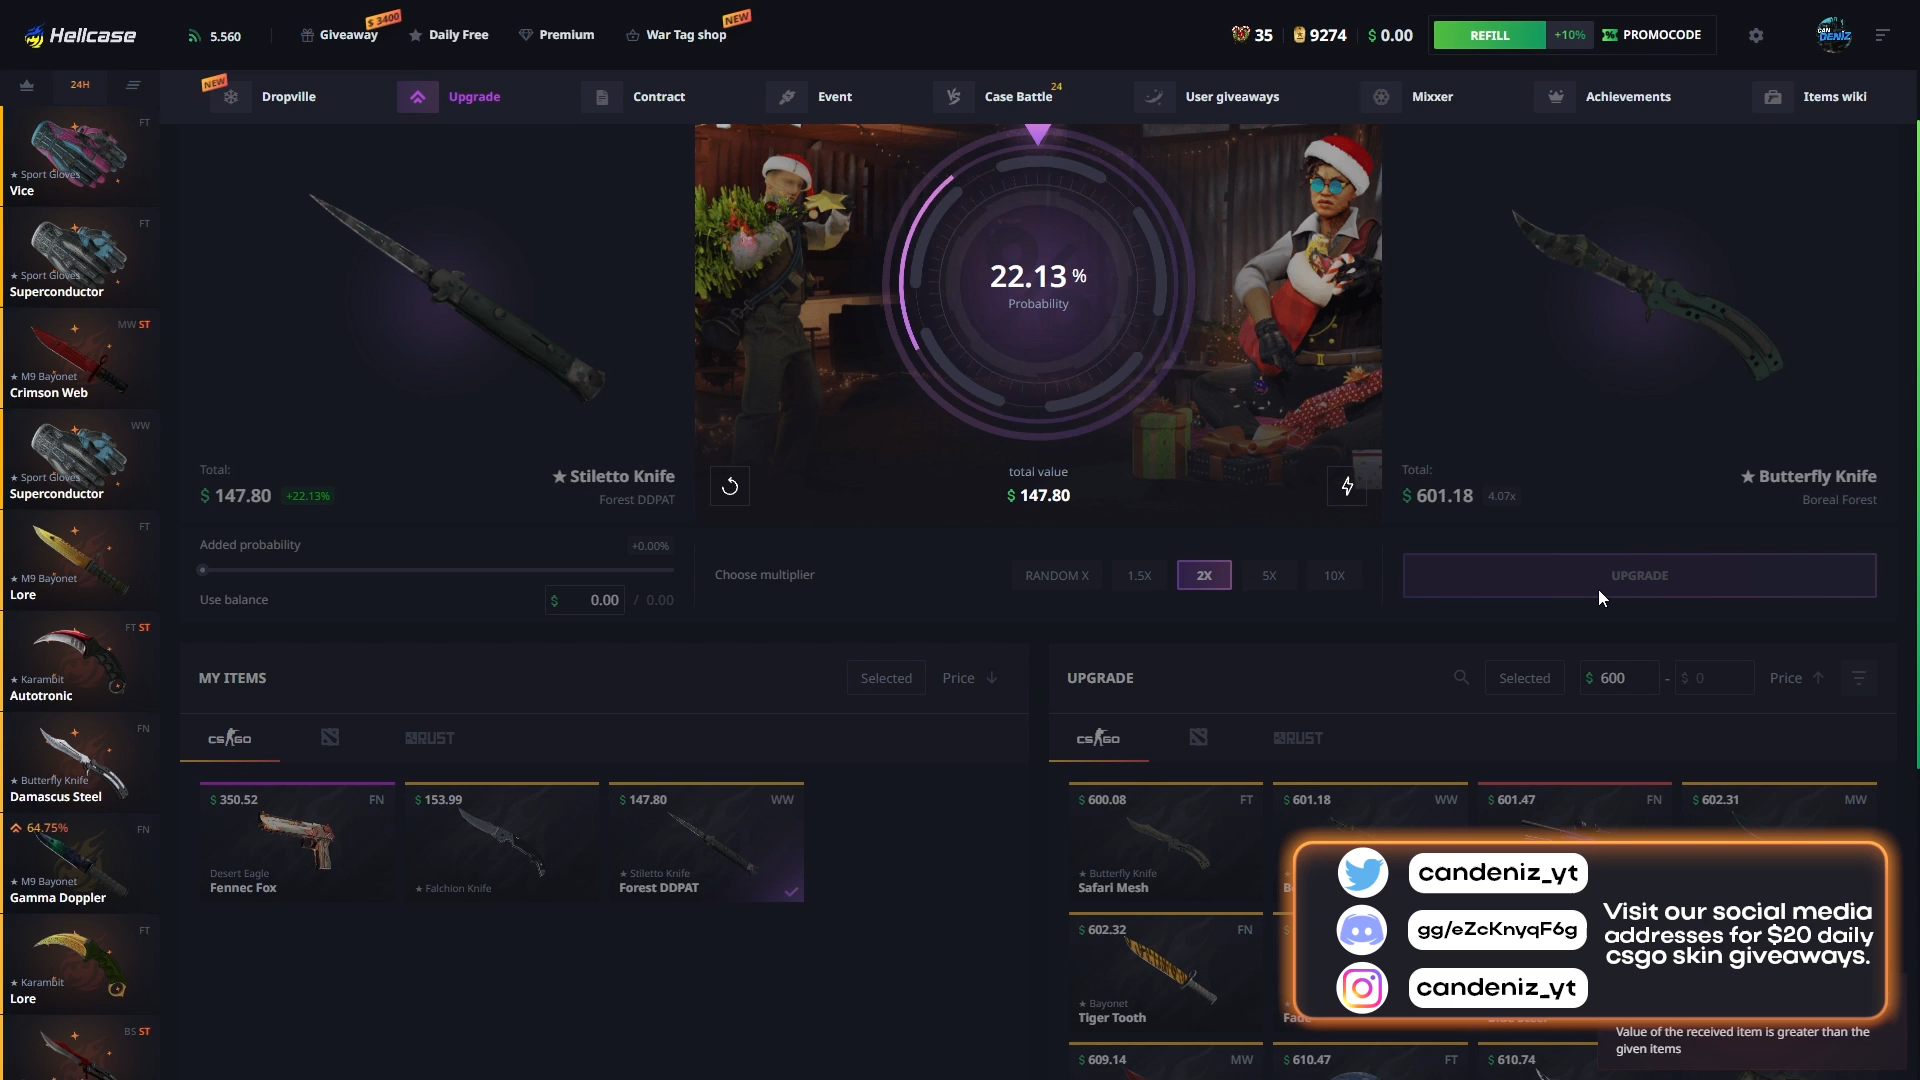 Hellcase
5.560
Giveaway
$ 3400
Daily Free
Premium
War Tag shop
NEW
35
9274
$ 0.00
REFILL
+10%
PROMOCODE
24H
NEW
Dropville
Upgrade
Contract
Event
Case Battle
24
User giveaways
Mixxer
Achievements
Items wiki
FT
★ Sport Gloves
Vice
FT
★ Sport Gloves
Superconductor
MW ST
★ M9 Bayonet
Crimson Web
WW
★ Sport Gloves
Superconductor
FT
★ M9 Bayonet
Lore
FT ST
★ Karambit
Autotronic
FN
★ Butterfly Knife
Damascus Steel
64.75%
FN
★ M9 Bayonet
Gamma Doppler
FT
★ Karambit
Lore
BS ST
22.13 %
Probability
Total:
$ 147.80 +22.13%
★ Stiletto Knife
Forest DDPAT
total value
$ 147.80
Total:
$ 601.18 4.07x
★ Butterfly Knife
Boreal Forest
Added probability
+0.00%
Use balance
$ 0.00 / 0.00
Choose multiplier
RANDOM X
1.5X
2X
5X
10X
UPGRADE
MY ITEMS
Selected
Price
CS GO
RUST
$ 350.52 FN
Desert Eagle
Fennec Fox
$ 153.99
★ Falchion Knife
$ 147.80 WW
★ Stiletto Knife
Forest DDPAT
UPGRADE
Selected
$ 600 - $ 0
Price
CS GO
RUST
$ 600.08 FT
★ Butterfly Knife
Safari Mesh
$ 601.18 WW
$ 601.47 FN
$ 602.31 MW
$ 602.32 FN
★ Bayonet
Tiger Tooth
$ 609.14 MW
$ 610.47 FT
$ 610.74
candeniz_yt
gg/eZcKnyqF6g
candeniz_yt
Visit our social media
addresses for $20 daily
csgo skin giveaways.
Value of the received item is greater than the
given items